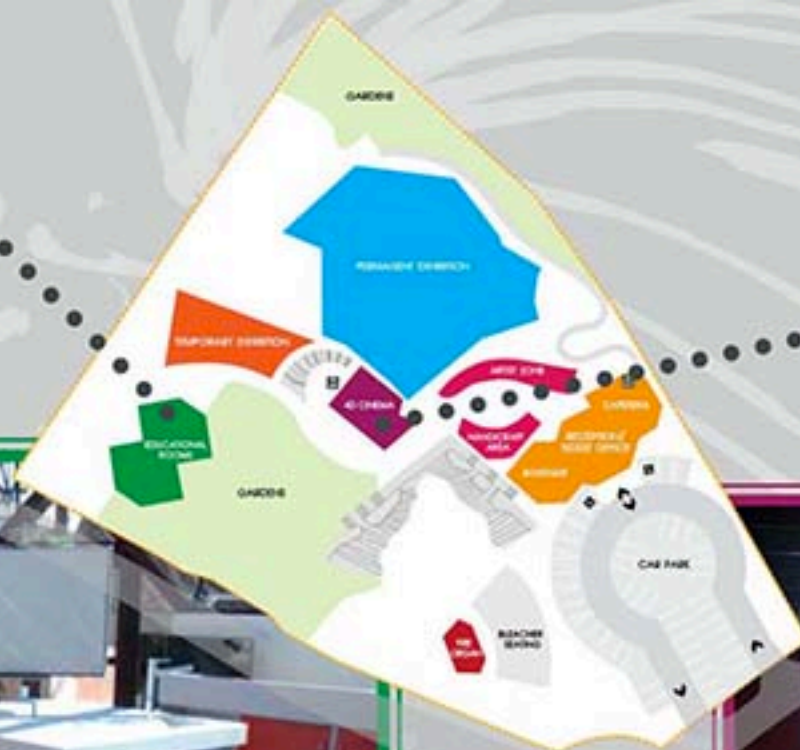 GARDENS
PERMANENT EXHIBITION
TEMPORARY EXHIBITION
4D CINEMA
ARTIST ZONE
CAFETERIA
HANDICRAFT
AREA
RECEPTION/
TICKET OFFICE
EDUCATIONAL
ROOMS
GARDENS
CAR PARK
BLEACHER
SEATING